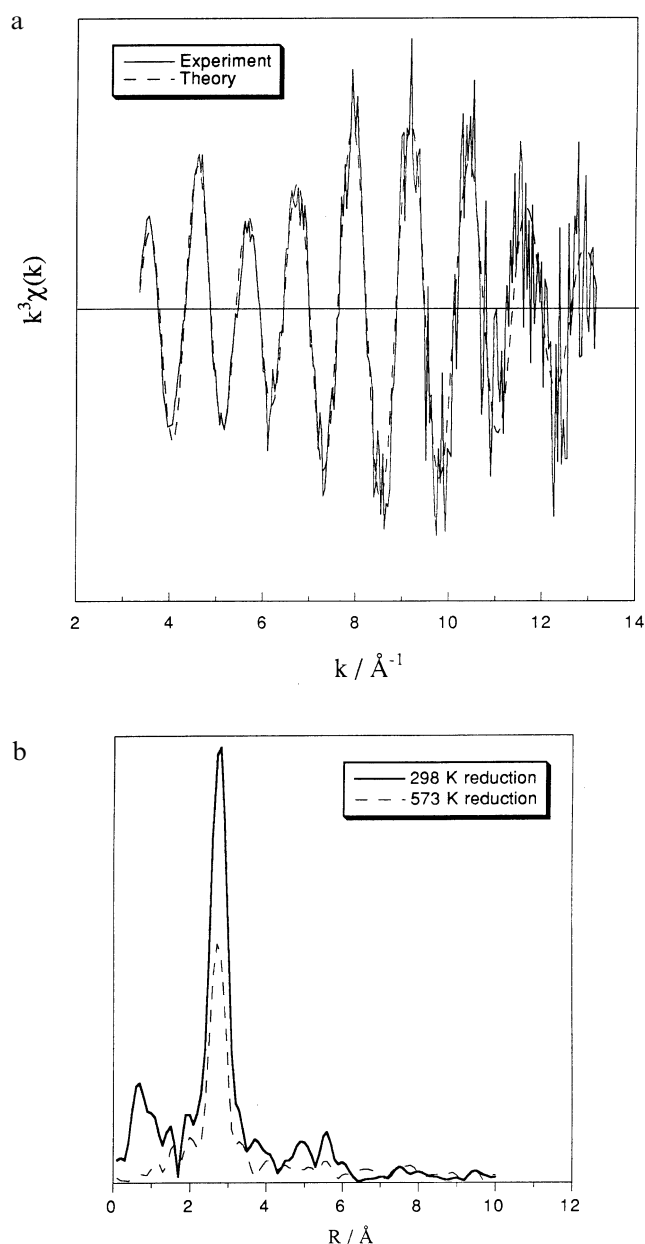 a
Experiment
Theory
k³χ(k)
2 4 6 8 10 12 14
k / Å⁻¹
b
298 K reduction
573 K reduction
0 2 4 6 8 10 12
R / Å